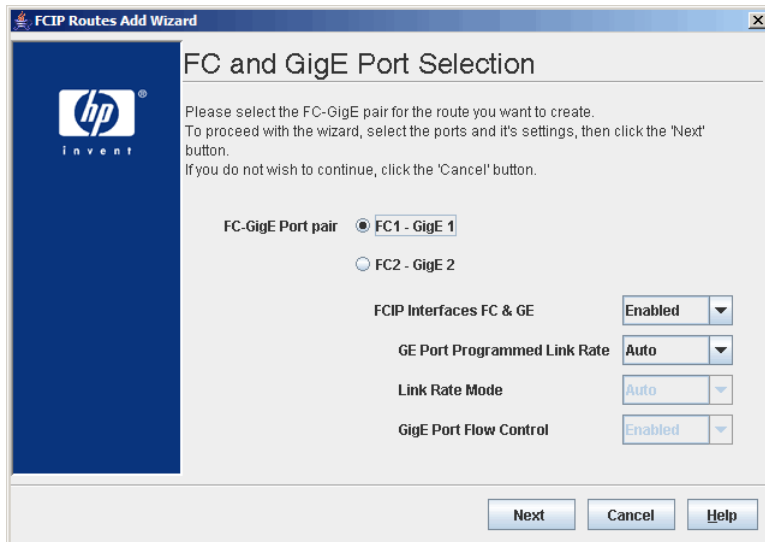 FCIP Routes Add Wizard
FC and GigE Port Selection
hp
®
invent
Please select the FC-GigE pair for the route you want to create.
To proceed with the wizard, select the ports and it's settings, then click the 'Next'
button.
If you do not wish to continue, click the 'Cancel' button.
FC-GigE Port pair FC1 - GigE 1
FC2 - GigE 2
FCIP Interfaces FC & GE Enabled
GE Port Programmed Link Rate Auto
Link Rate Mode Auto
GigE Port Flow Control Enabled
Next Cancel Help